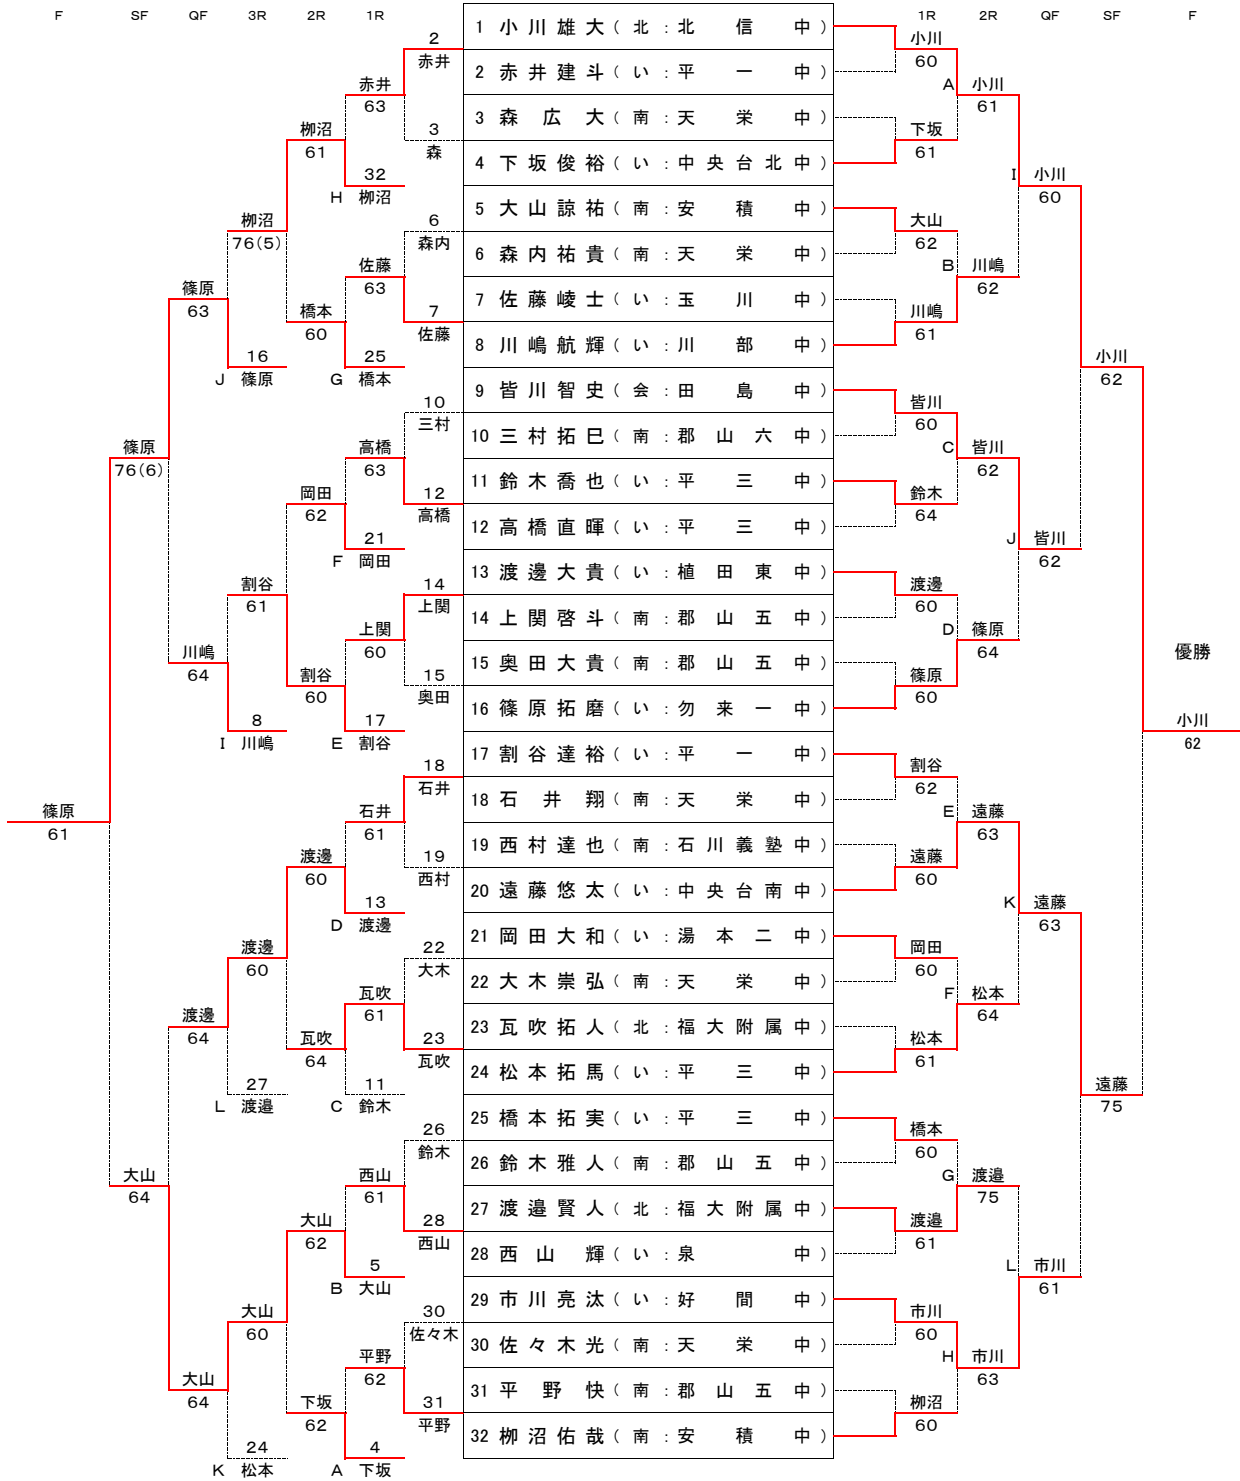 F SF QF 3R 2R 1R 1R 2R QF SF F
1 小川雄大 ( 北 : 北信中 )
2 赤井建斗 ( い : 平一中 )
3 森広大 ( 南 : 天栄中 )
4 下坂俊裕 ( い : 中央台北中 )
5 大山諒祐 ( 南 : 安積中 )
6 森内祐貴 ( 南 : 天栄中 )
7 佐藤崚士 ( い : 玉川中 )
8 川嶋航輝 ( い : 川部中 )
9 皆川智史 ( 会 : 田島中 )
10 三村拓巳 ( 南 : 郡山六中 )
11 鈴木喬也 ( い : 平三中 )
12 高橋直暉 ( い : 平三中 )
13 渡邊大貴 ( い : 植田東中 )
14 上関啓斗 ( 南 : 郡山五中 )
15 奥田大貴 ( 南 : 郡山五中 )
16 篠原拓磨 ( い : 勿来一中 )
17 割谷達裕 ( い : 平一中 )
18 石井翔 ( 南 : 天栄中 )
19 西村達也 ( 南 : 石川義塾中 )
20 遠藤悠太 ( い : 中央台南中 )
21 岡田大和 ( い : 湯本二中 )
22 大木崇弘 ( 南 : 天栄中 )
23 瓦吹拓人 ( 北 : 福大附属中 )
24 松本拓馬 ( い : 平三中 )
25 橋本拓実 ( い : 平三中 )
26 鈴木雅人 ( 南 : 郡山五中 )
27 渡邉賢人 ( 北 : 福大附属中 )
28 西山輝 ( い : 泉中 )
29 市川亮汰 ( い : 好間中 )
30 佐々木光 ( 南 : 天栄中 )
31 平野快 ( 南 : 郡山五中 )
32 栁沼佑哉 ( 南 : 安積中 )
小川
60
下坂
61
大山
62
川嶋
61
皆川
60
鈴木
64
渡邊
60
篠原
60
割谷
62
遠藤
60
岡田
60
松本
61
橋本
60
渡邉
61
市川
60
栁沼
60
A 小川
61
B 川嶋
62
C 皆川
62
D 篠原
64
E 遠藤
63
F 松本
64
G 渡邉
75
H 市川
63
I 小川
60
J 皆川
62
K 遠藤
63
L 市川
61
小川
62
遠藤
75
優勝
小川
62
2
赤井
3
森
6
森内
7
佐藤
10
三村
12
高橋
14
上関
15
奥田
18
石井
19
西村
22
大木
23
瓦吹
26
鈴木
28
西山
30
佐々木
31
平野
赤井
63
32
H 栁沼
佐藤
63
25
G 橋本
高橋
63
21
F 岡田
上関
60
17
E 割谷
石井
61
13
D 渡邊
瓦吹
61
11
C 鈴木
西山
61
5
B 大山
平野
62
4
A 下坂
栁沼
61
橋本
60
岡田
62
割谷
60
渡邊
60
瓦吹
64
大山
62
下坂
62
栁沼
76(5)
16
J 篠原
割谷
61
8
I 川嶋
渡邊
60
27
L 渡邉
大山
60
24
K 松本
篠原
63
川嶋
64
渡邊
64
大山
64
篠原
76(6)
大山
64
篠原
61